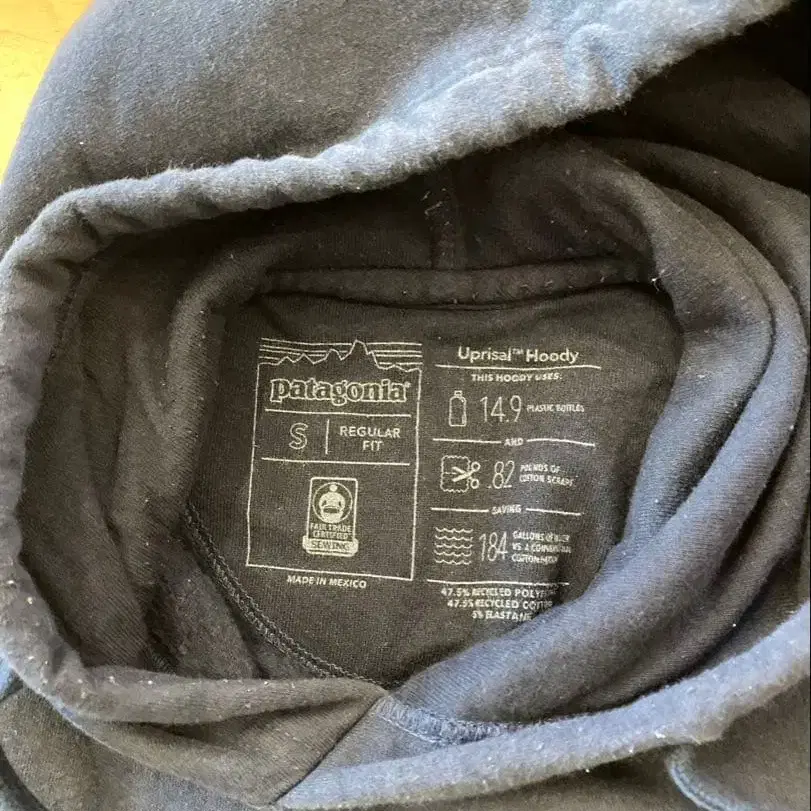 patagonia®
S
REGULAR
FIT
FAIR TRADE
CERTIFIED
SEWING
MADE IN MEXICO
Uprisal™ Hoody
THIS HOODY USES:
14.9 PLASTIC BOTTLES
AND
.82 POUNDS OF
COTTON SCRAPS
SAVING
184 GALLONS OF WATER
VS. A CONVENTIONAL
COTTON
47.5% RECYCLED POLY
47.5% RECYCLED COTTON
5% ELASTANE